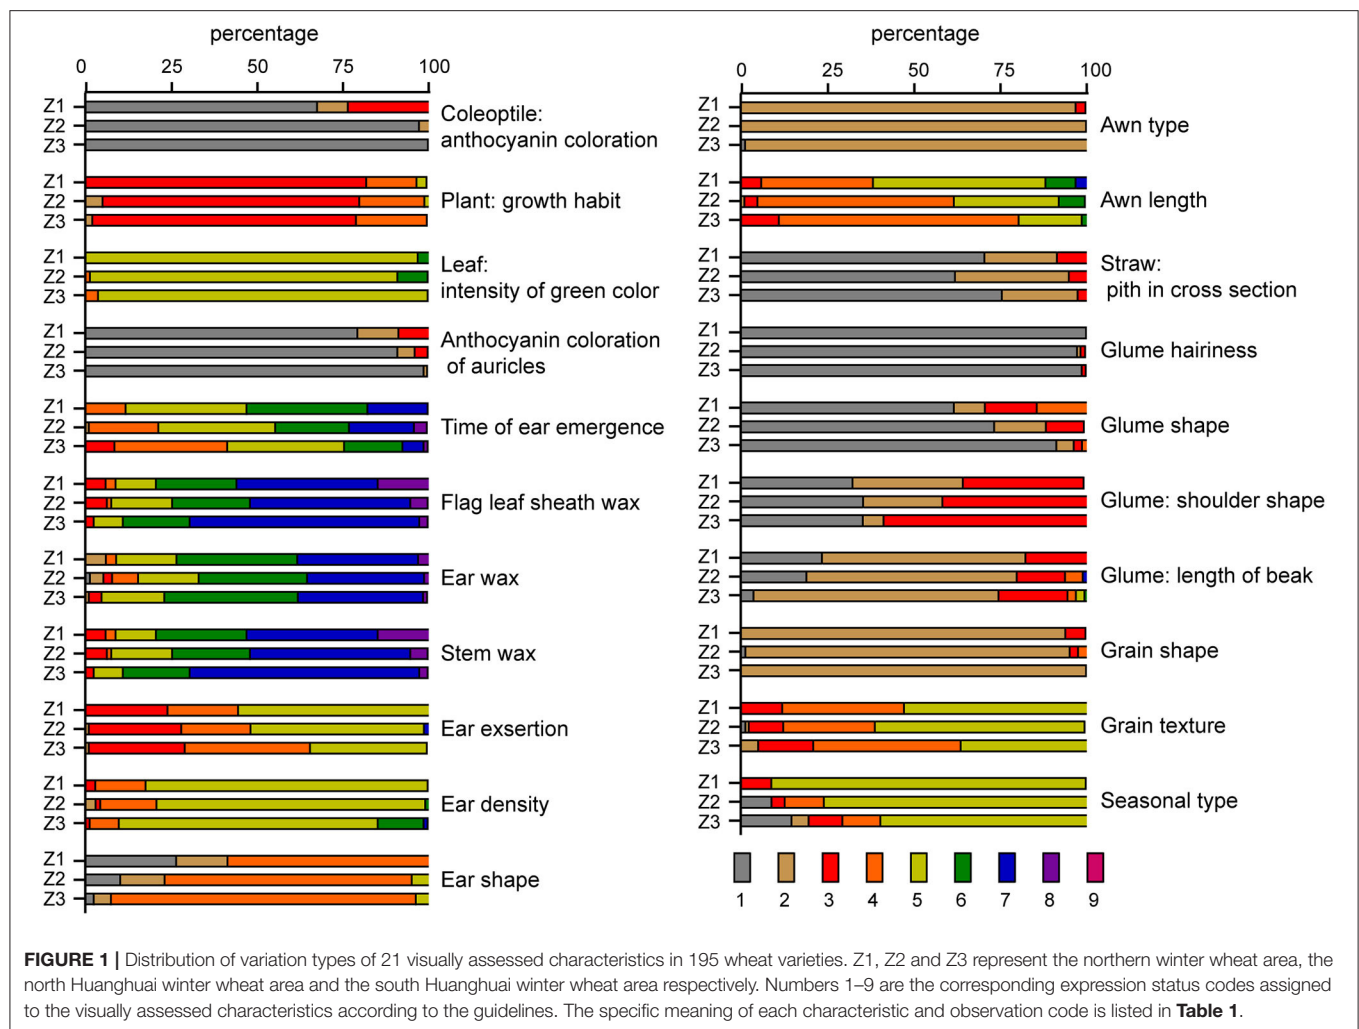 percentage
0 25 50 75 100
Z1
Z2
Z3
Coleoptile:
anthocyanin coloration
Z1
Z2
Z3
Plant: growth habit
Z1
Z2
Z3
Leaf:
intensity of green color
Z1
Z2
Z3
Anthocyanin coloration
of auricles
Z1
Z2
Z3
Time of ear emergence
Z1
Z2
Z3
Flag leaf sheath wax
Z1
Z2
Z3
Ear wax
Z1
Z2
Z3
Stem wax
Z1
Z2
Z3
Ear exsertion
Z1
Z2
Z3
Ear density
Z1
Z2
Z3
Ear shape
percentage
0 25 50 75 100
Z1
Z2
Z3
Awn type
Z1
Z2
Z3
Awn length
Z1
Z2
Z3
Straw:
pith in cross section
Z1
Z2
Z3
Glume hairiness
Z1
Z2
Z3
Glume shape
Z1
Z2
Z3
Glume: shoulder shape
Z1
Z2
Z3
Glume: length of beak
Z1
Z2
Z3
Grain shape
Z1
Z2
Z3
Grain texture
Z1
Z2
Z3
Seasonal type
1 2 3 4 5 6 7 8 9
FIGURE 1 | Distribution of variation types of 21 visually assessed characteristics in 195 wheat varieties. Z1, Z2 and Z3 represent the northern winter wheat area, the
north Huanghuai winter wheat area and the south Huanghuai winter wheat area respectively. Numbers 1–9 are the corresponding expression status codes assigned
to the visually assessed characteristics according to the guidelines. The specific meaning of each characteristic and observation code is listed in Table 1.